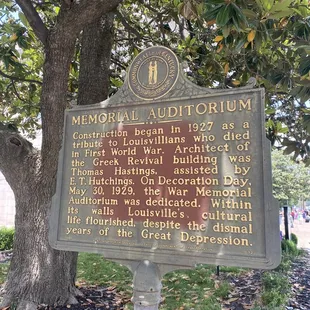 MEMORIAL AUDITORIUM
Construction began in 1927 as a
tribute to Louisvillians who died
in First World War. Architect of
the Greek Revival building was
Thomas Hastings, assisted by
E.T. Hutchings. On Decoration Day,
May 30, 1929, the War Memorial
Auditorium was dedicated. Within
its walls Louisville's cultural
life flourished, despite the dismal
years of the Great Depression.